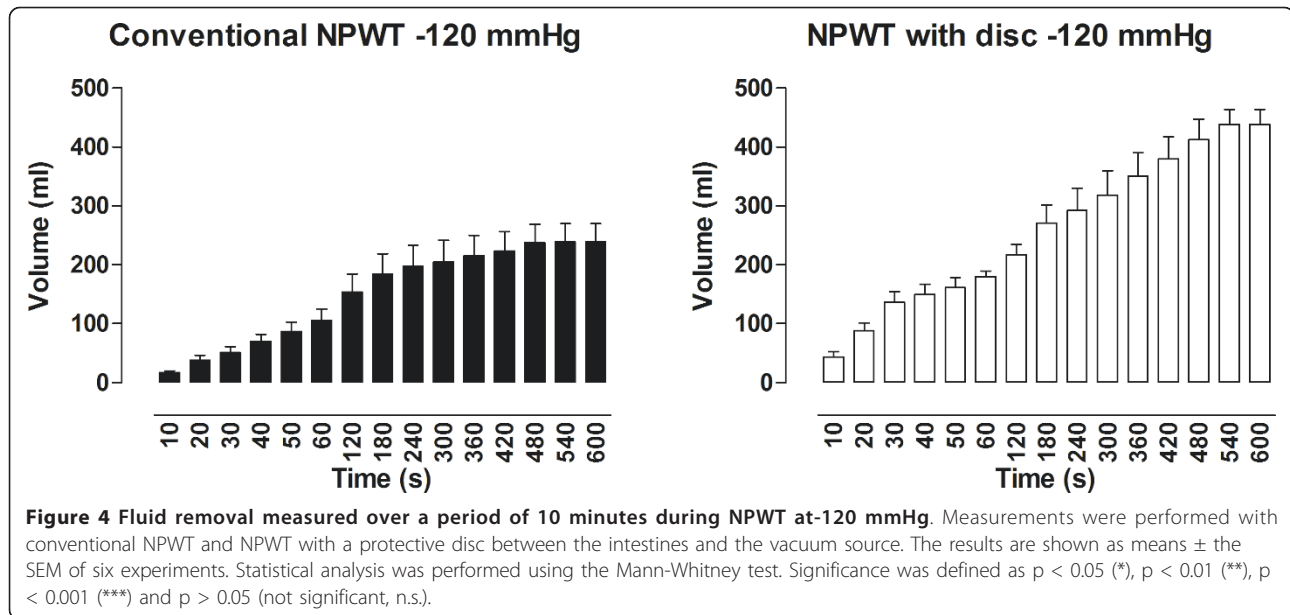 Conventional NPWT -120 mmHg
500
400
300
200
100
0
Volume (ml)
10 20 30 40 50 60 120 180 240 300 360 420 480 540 600
Time (s)
NPWT with disc -120 mmHg
500
400
300
200
100
0
Volume (ml)
10 20 30 40 50 60 120 180 240 300 360 420 480 540 600
Time (s)
Figure 4 Fluid removal measured over a period of 10 minutes during NPWT at-120 mmHg. Measurements were performed with
conventional NPWT and NPWT with a protective disc between the intestines and the vacuum source. The results are shown as means ± the
SEM of six experiments. Statistical analysis was performed using the Mann-Whitney test. Significance was defined as p < 0.05 (*), p < 0.01 (**), p
< 0.001 (***) and p > 0.05 (not significant, n.s.).